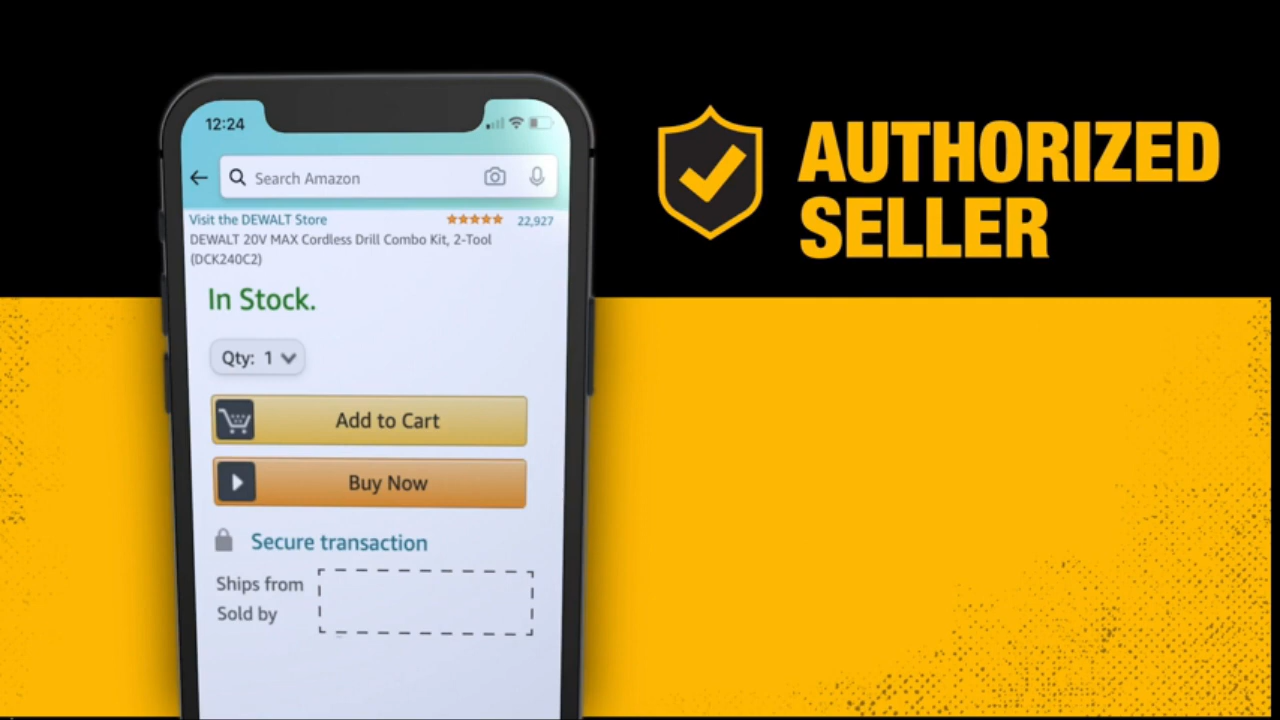 12:24
Search Amazon
Visit the DEWALT Store 22,927
DEWALT 20V MAX Cordless Drill Combo Kit, 2-Tool
(DCK240C2)
In Stock.
Qty: 1
Add to Cart
Buy Now
Secure transaction
Ships from
Sold by
AUTHORIZED
SELLER